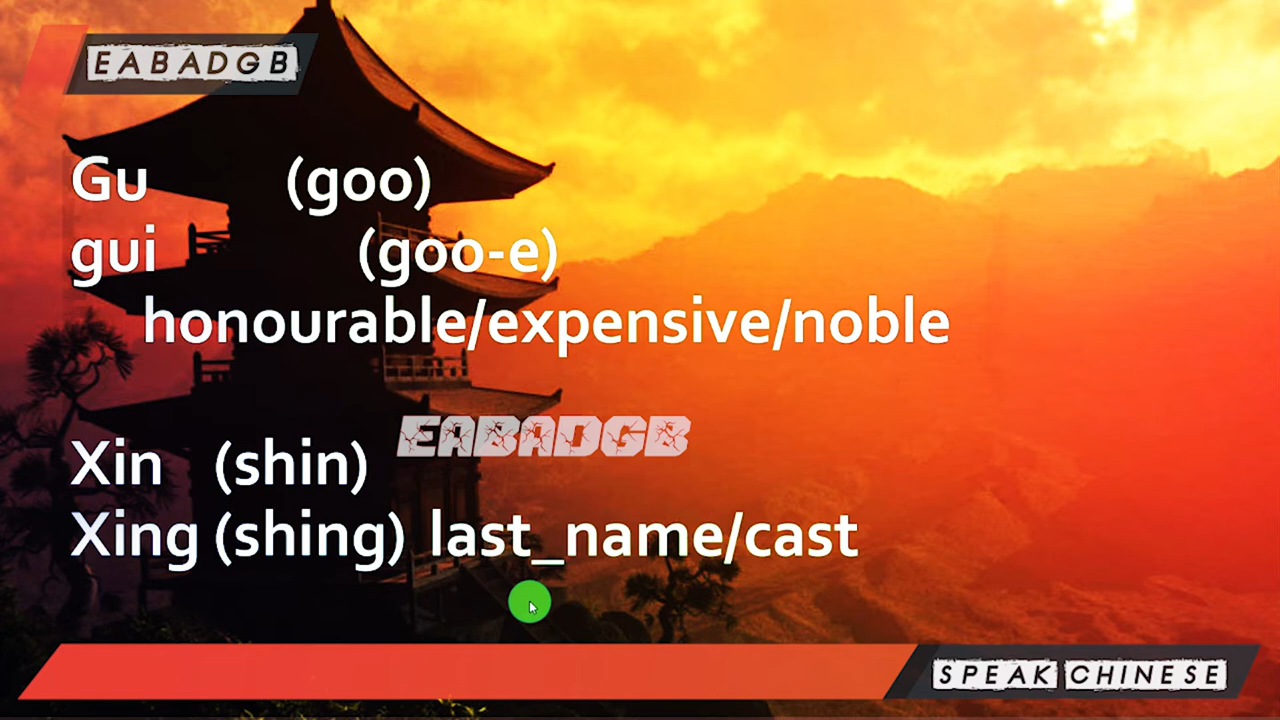 EABADGB
Gu (goo)
gui (goo-e)
honourable/expensive/noble
EABADGB
Xin (shin)
Xing (shing) last_name/cast
SPEAK CHINESE